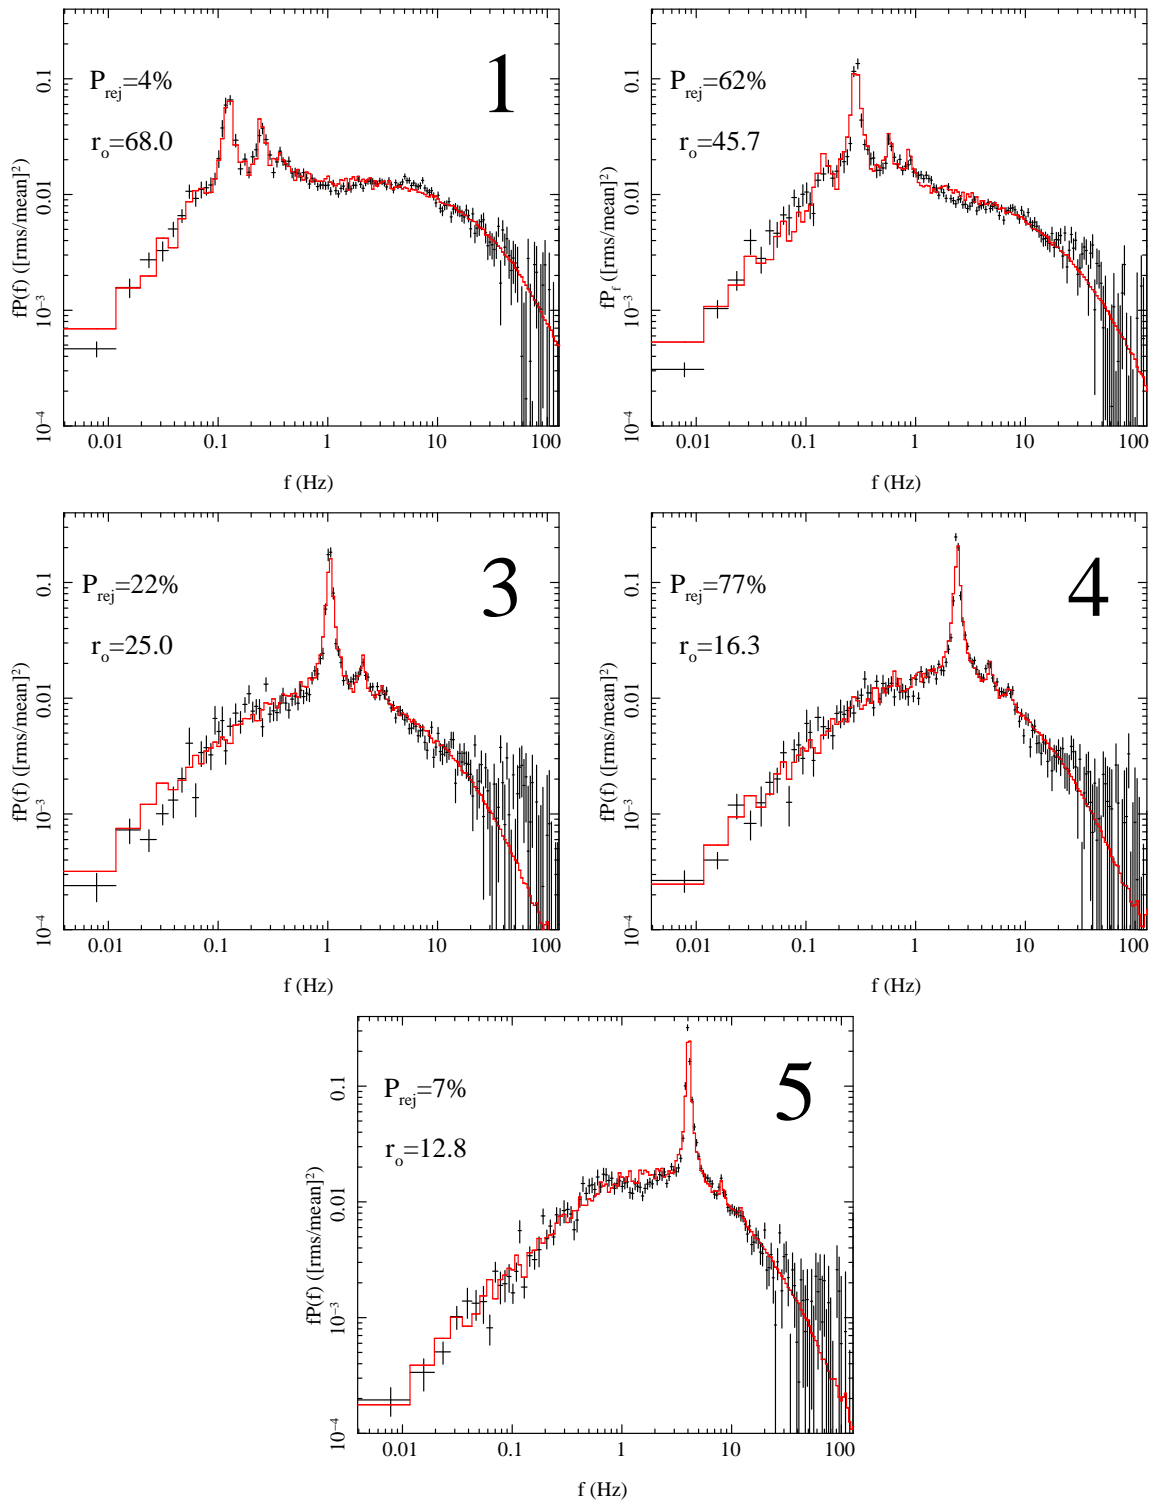 1
P_rej=4%
r_o=68.0
0.1
0.01
10⁻³
10⁻⁴
fP(f) ([rms/mean]²)
0.01 0.1 1 10 100
f (Hz)
P_rej=62%
r_o=45.7
0.1
0.01
10⁻³
10⁻⁴
fP_f ([rms/mean]²)
0.01 0.1 1 10 100
f (Hz)
3
P_rej=22%
r_o=25.0
0.1
0.01
10⁻³
10⁻⁴
fP(f) ([rms/mean]²)
0.01 0.1 1 10 100
f (Hz)
4
P_rej=77%
r_o=16.3
0.1
0.01
10⁻³
10⁻⁴
fP(f) ([rms/mean]²)
0.01 0.1 1 10 100
f (Hz)
5
P_rej=7%
r_o=12.8
0.1
0.01
10⁻³
10⁻⁴
fP(f) ([rms/mean]²)
0.01 0.1 1 10 100
f (Hz)